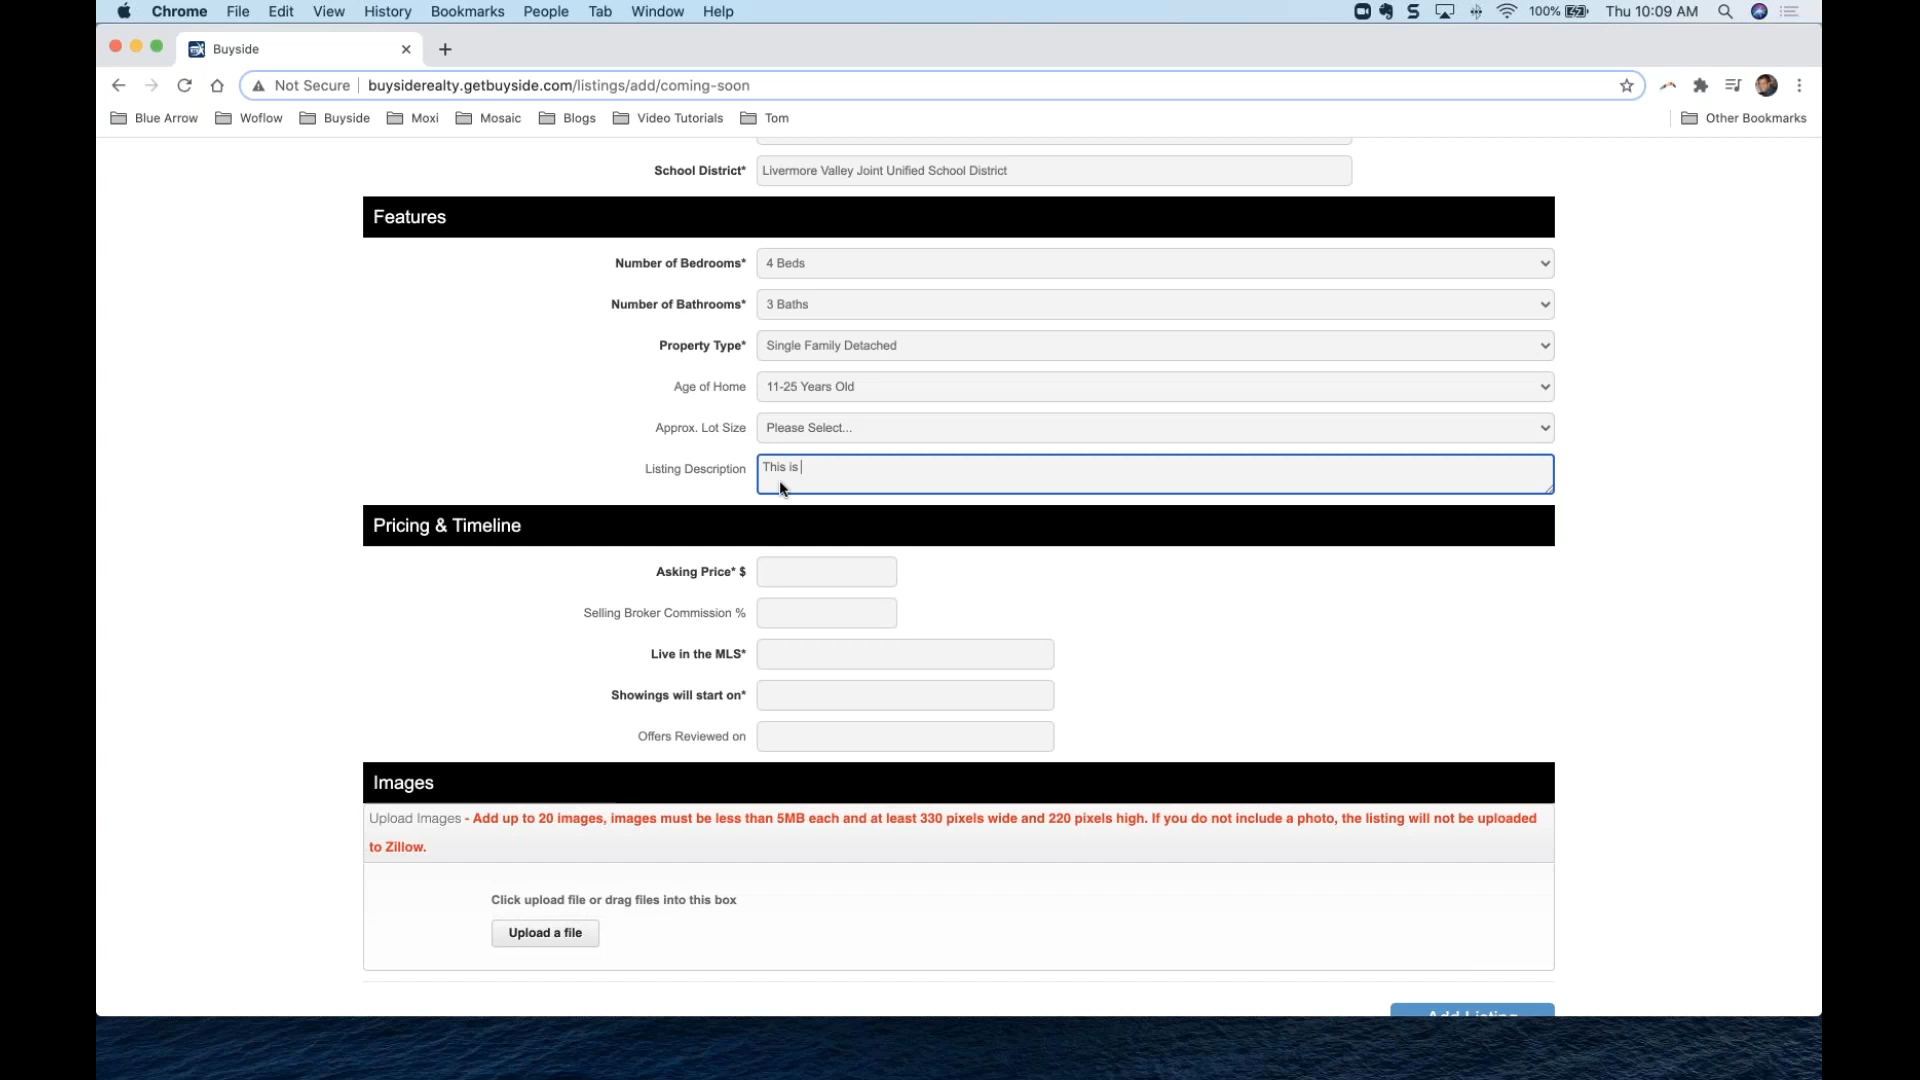 Chrome File Edit View History Bookmarks People Tab Window Help 100% Thu 10:09 AM
Buyside
Not Secure buysiderealty.getbuyside.com/listings/add/coming-soon
Blue Arrow Woflow Buyside Moxi Mosaic Blogs Video Tutorials Tom Other Bookmarks
School District* Livermore Valley Joint Unified School District
Features
Number of Bedrooms* 4 Beds
Number of Bathrooms* 3 Baths
Property Type* Single Family Detached
Age of Home 11-25 Years Old
Approx. Lot Size Please Select...
Listing Description This is
Pricing & Timeline
Asking Price* $
Selling Broker Commission %
Live in the MLS*
Showings will start on*
Offers Reviewed on
Images
Upload Images - Add up to 20 images, images must be less than 5MB each and at least 330 pixels wide and 220 pixels high. If you do not include a photo, the listing will not be uploaded
to Zillow.
Click upload file or drag files into this box
Upload a file
Add Listing